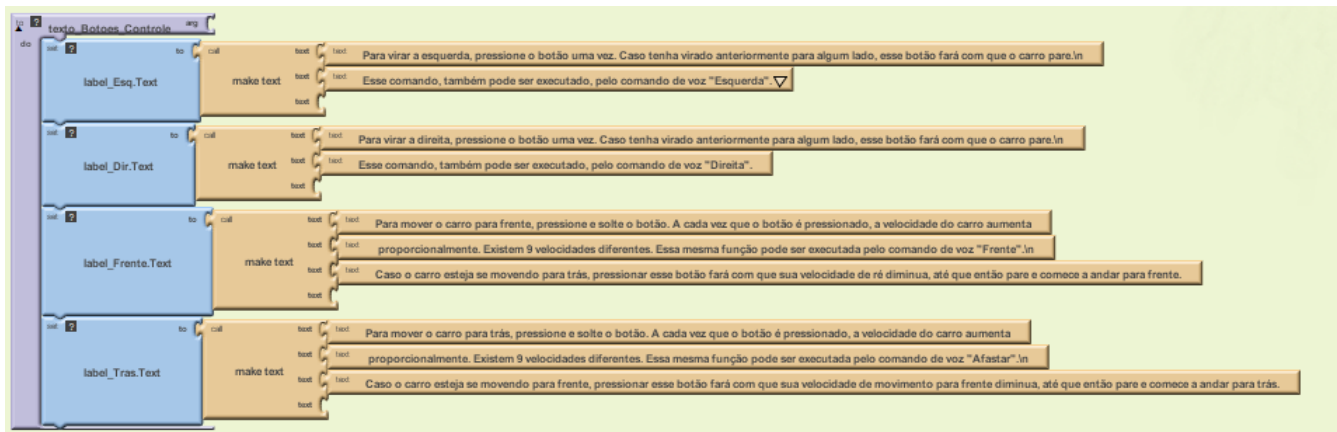 to ? texto_Botoes_Controle arg
do set ? to call text text Para virar a esquerda, pressione o botão uma vez. Caso tenha virado anteriormente para algum lado, esse botão fará com que o carro pare.\n
label_Esq.Text make text text text Esse comando, também pode ser executado, pelo comando de voz "Esquerda".
text
set ? to call text text Para virar a direita, pressione o botão uma vez. Caso tenha virado anteriormente para algum lado, esse botão fará com que o carro pare.\n
label_Dir.Text make text text text Esse comando, também pode ser executado, pelo comando de voz "Direita".
text
set ? to call text text Para mover o carro para frente, pressione e solte o botão. A cada vez que o botão é pressionado, a velocidade do carro aumenta
text text proporcionalmente. Existem 9 velocidades diferentes. Essa mesma função pode ser executada pelo comando de voz "Frente".\n
label_Frente.Text make text text text Caso o carro esteja se movendo para trás, pressionar esse botão fará com que sua velocidade de ré diminua, até que então pare e comece a andar para frente.
text
set ? to call text text Para mover o carro para trás, pressione e solte o botão. A cada vez que o botão é pressionado, a velocidade do carro aumenta
text text proporcionalmente. Existem 9 velocidades diferentes. Essa mesma função pode ser executada pelo comando de voz "Afastar".\n
label_Tras.Text make text text text Caso o carro esteja se movendo para frente, pressionar esse botão fará com que sua velocidade de movimento para frente diminua, até que então pare e comece a andar para trás.
text